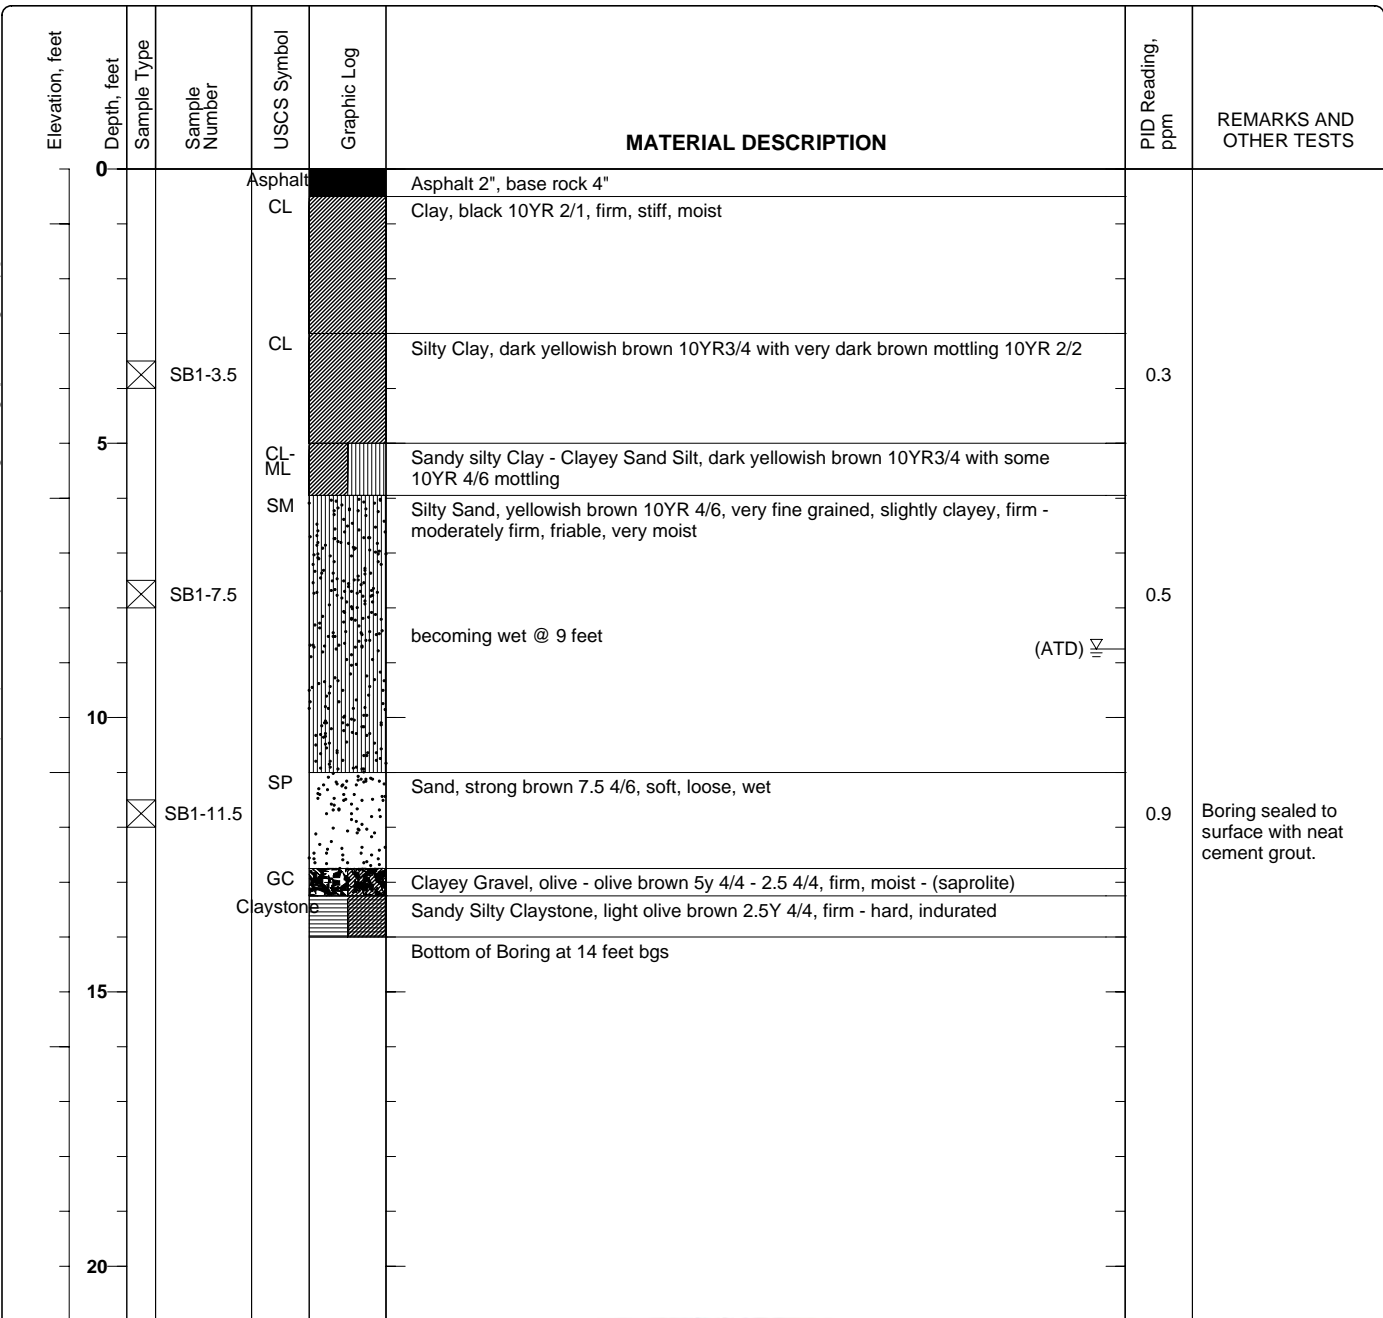 Elevation, feet
Depth, feet
Sample Type
Sample
Number
USCS Symbol
Graphic Log
MATERIAL DESCRIPTION
PID Reading,
ppm
REMARKS AND
OTHER TESTS
0
Asphalt
Asphalt 2", base rock 4"
CL
Clay, black 10YR 2/1, firm, stiff, moist
CL
Silty Clay, dark yellowish brown 10YR3/4 with very dark brown mottling 10YR 2/2
SB1-3.5
0.3
5
CL-
ML
Sandy silty Clay - Clayey Sand Silt, dark yellowish brown 10YR3/4 with some
10YR 4/6 mottling
SM
Silty Sand, yellowish brown 10YR 4/6, very fine grained, slightly clayey, firm -
moderately firm, friable, very moist
SB1-7.5
0.5
becoming wet @ 9 feet
(ATD)
10
SP
Sand, strong brown 7.5 4/6, soft, loose, wet
SB1-11.5
0.9
Boring sealed to
surface with neat
cement grout.
GC
Clayey Gravel, olive - olive brown 5y 4/4 - 2.5 4/4, firm, moist - (saprolite)
Claystone
Sandy Silty Claystone, light olive brown 2.5Y 4/4, firm - hard, indurated
Bottom of Boring at 14 feet bgs
15
20